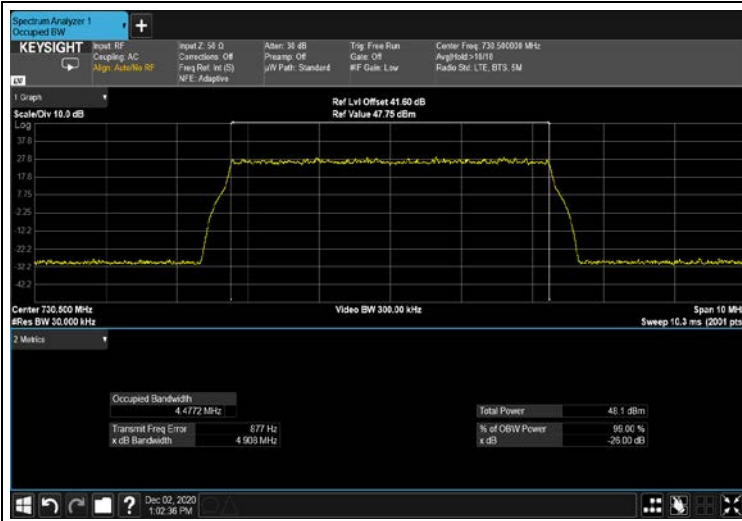 Spectrum Analyzer 1
Occupied BW
+
KEYSIGHT
Input: RF
Coupling: AC
Align: Auto/No RF
Input Z: 50 Ω
Corrections: Off
Freq Ref: Int (S)
NFE: Adaptive
Atten: 30 dB
Preamp: Off
µW Path: Standard
Trig: Free Run
Gate: Off
#IF Gain: Low
Center Freq: 730.500000 MHz
Avg|Hold:>10/10
Radio Std: LTE, BTS, 5M
1 Graph
Scale/Div 10.0 dB
Ref Lvl Offset 41.60 dB
Ref Value 47.75 dBm
Log
37.8
27.8
17.8
7.75
-2.25
-12.2
-22.2
-32.2
-42.2
Center 730.500 MHz
#Res BW 30.000 kHz
Video BW 300.00 kHz
Span 10 MH
Sweep 10.3 ms (2001 pts
2 Metrics
Occupied Bandwidth
4.4772 MHz
Transmit Freq Error 877 Hz
x dB Bandwidth 4.908 MHz
Total Power 48.1 dBm
% of OBW Power 99.00 %
x dB -26.00 dB
?
Dec 02, 2020
1:02:36 PM